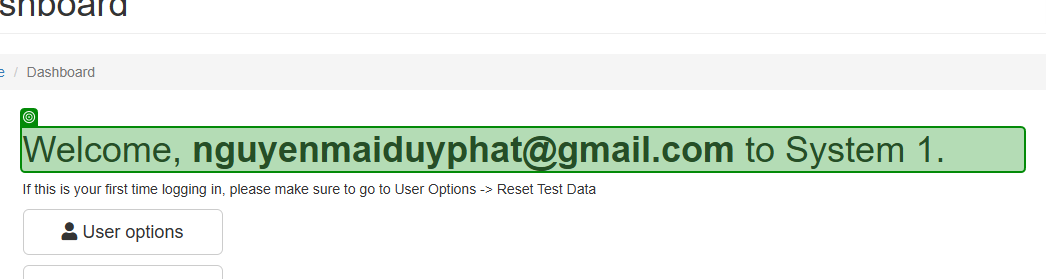 shboard
e / Dashboard
Welcome, nguyenmaiduyphat@gmail.com to System 1.
If this is your first time logging in, please make sure to go to User Options -> Reset Test Data
User options